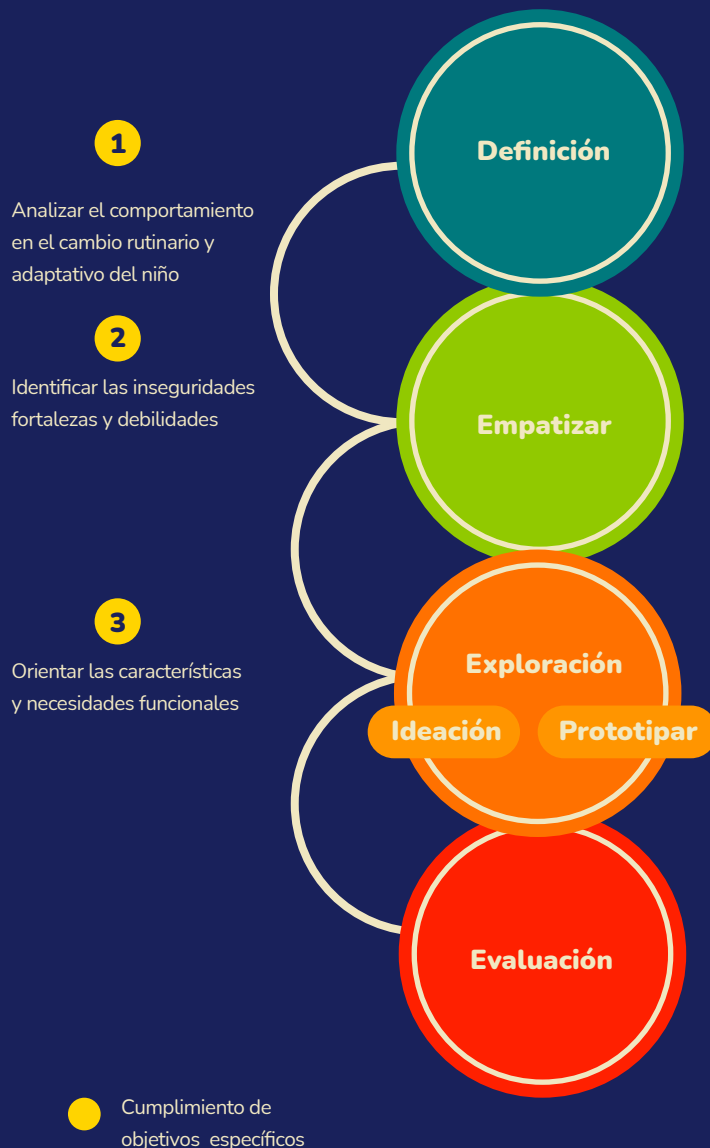 1
Definición
Analizar el comportamiento
en el cambio rutinario y
adaptativo del niño
2
Identificar las inseguridades
fortalezas y debilidades
Empatizar
3
Orientar las características
y necesidades funcionales
Exploración
Ideación
Prototipar
Evaluación
Cumplimiento de
objetivos específicos